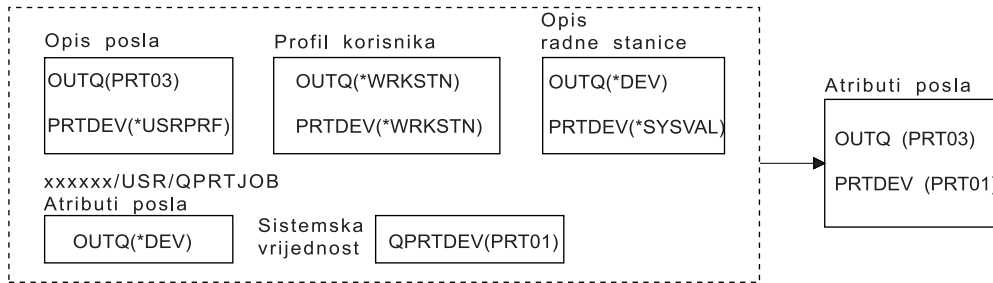 Opis posla
OUTQ(PRT03)
PRTDEV(*USRPRF)
Profil korisnika
OUTQ(*WRKSTN)
PRTDEV(*WRKSTN)
Opis
radne stanice
OUTQ(*DEV)
PRTDEV(*SYSVAL)
xxxxxx/USR/QPRTJOB
Atributi posla
OUTQ(*DEV)
Sistemska
vrijednost
QPRTDEV(PRT01)
Atributi posla
OUTQ (PRT03)
PRTDEV (PRT01)